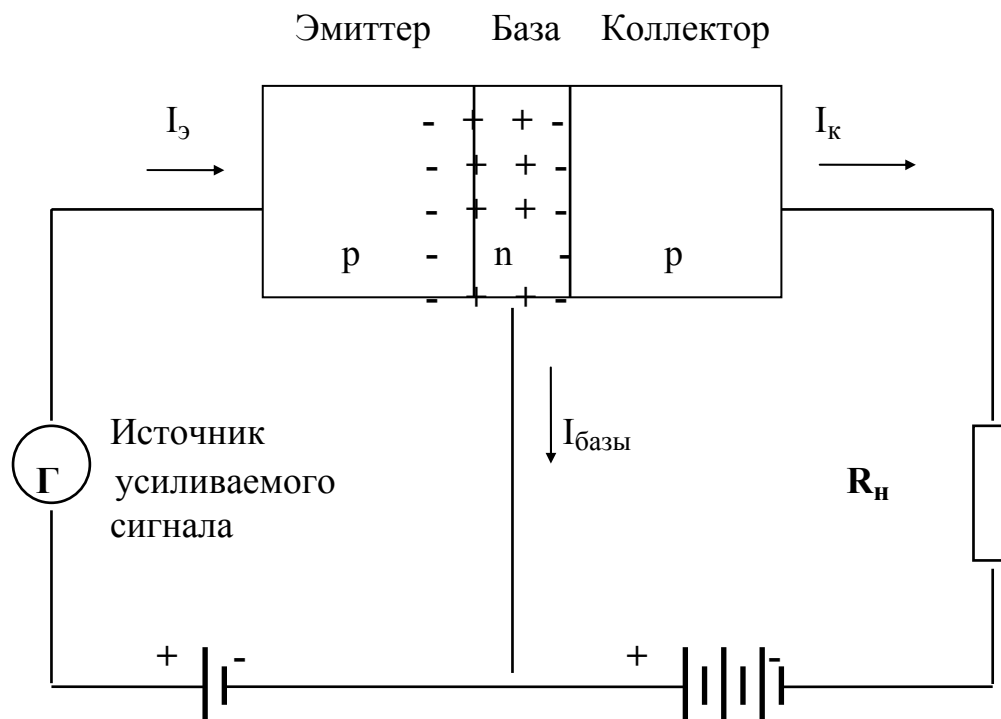 Эмиттер База Коллектор
Iэ
Iк
- + + -
- + + -
- + + -
p - n - p
- + + -
Источник
усиливаемого
сигнала
Г
Iбазы
Rн
+ - + -